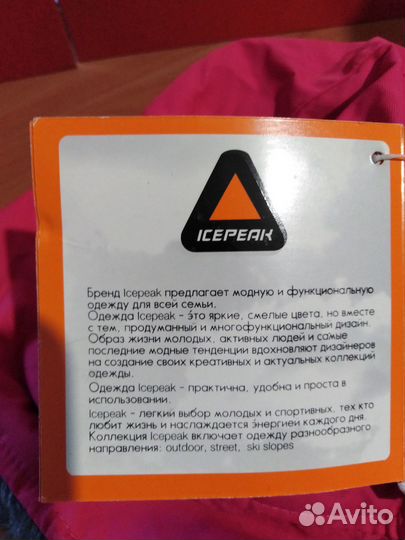 ICEPEAK
Бренд Icepeak предлагает модную и функциональную
одежду для всей семьи.
Одежда Icepeak - э́то яркие, смелые цвета, но вместе
с тем, продуманный и многофункциональный дизайн.
Образ жизни молодых, активных людей и самые
последние модные тенденции вдохновляют дизайнеров
на создание своих креативных и актуальных коллекций
одежды.
Одежда Icepeak - практична, удобна и проста в
использовании.
Icepeak - легкий выбор молодых и спортивных, тех кто
любит жизнь и наслаждается э́нергией каждого дня.
Коллекция Icepeak включает одежду разнообразного
направления: outdoor, street, ski slopes
Avito